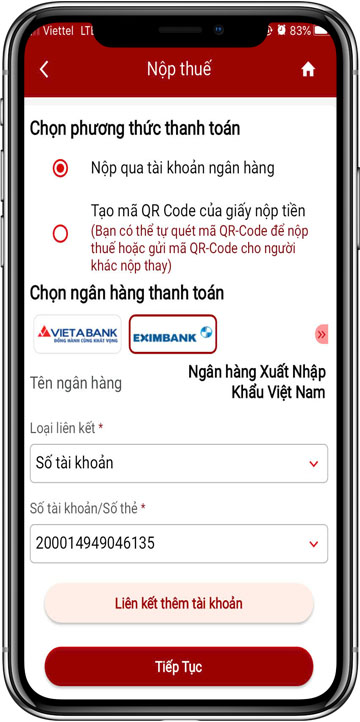 Viettel LTE 83%
Nộp thuế
Chọn phương thức thanh toán
Nộp qua tài khoản ngân hàng
Tạo mã QR Code của giấy nộp tiền
(Bạn có thể tự quét mã QR-Code để nộp
thuế hoặc gửi mã QR-Code cho người
khác nộp thay)
Chọn ngân hàng thanh toán
VIETABANK EXIMBANK
ĐỒNG HÀNH CÙNG KHÁT VỌNG
Tên ngân hàng Ngân hàng Xuất Nhập
Khẩu Việt Nam
Loại liên kết *
Số tài khoản
Số tài khoản/Số thẻ *
200014949046135
Liên kết thêm tài khoản
Tiếp Tục